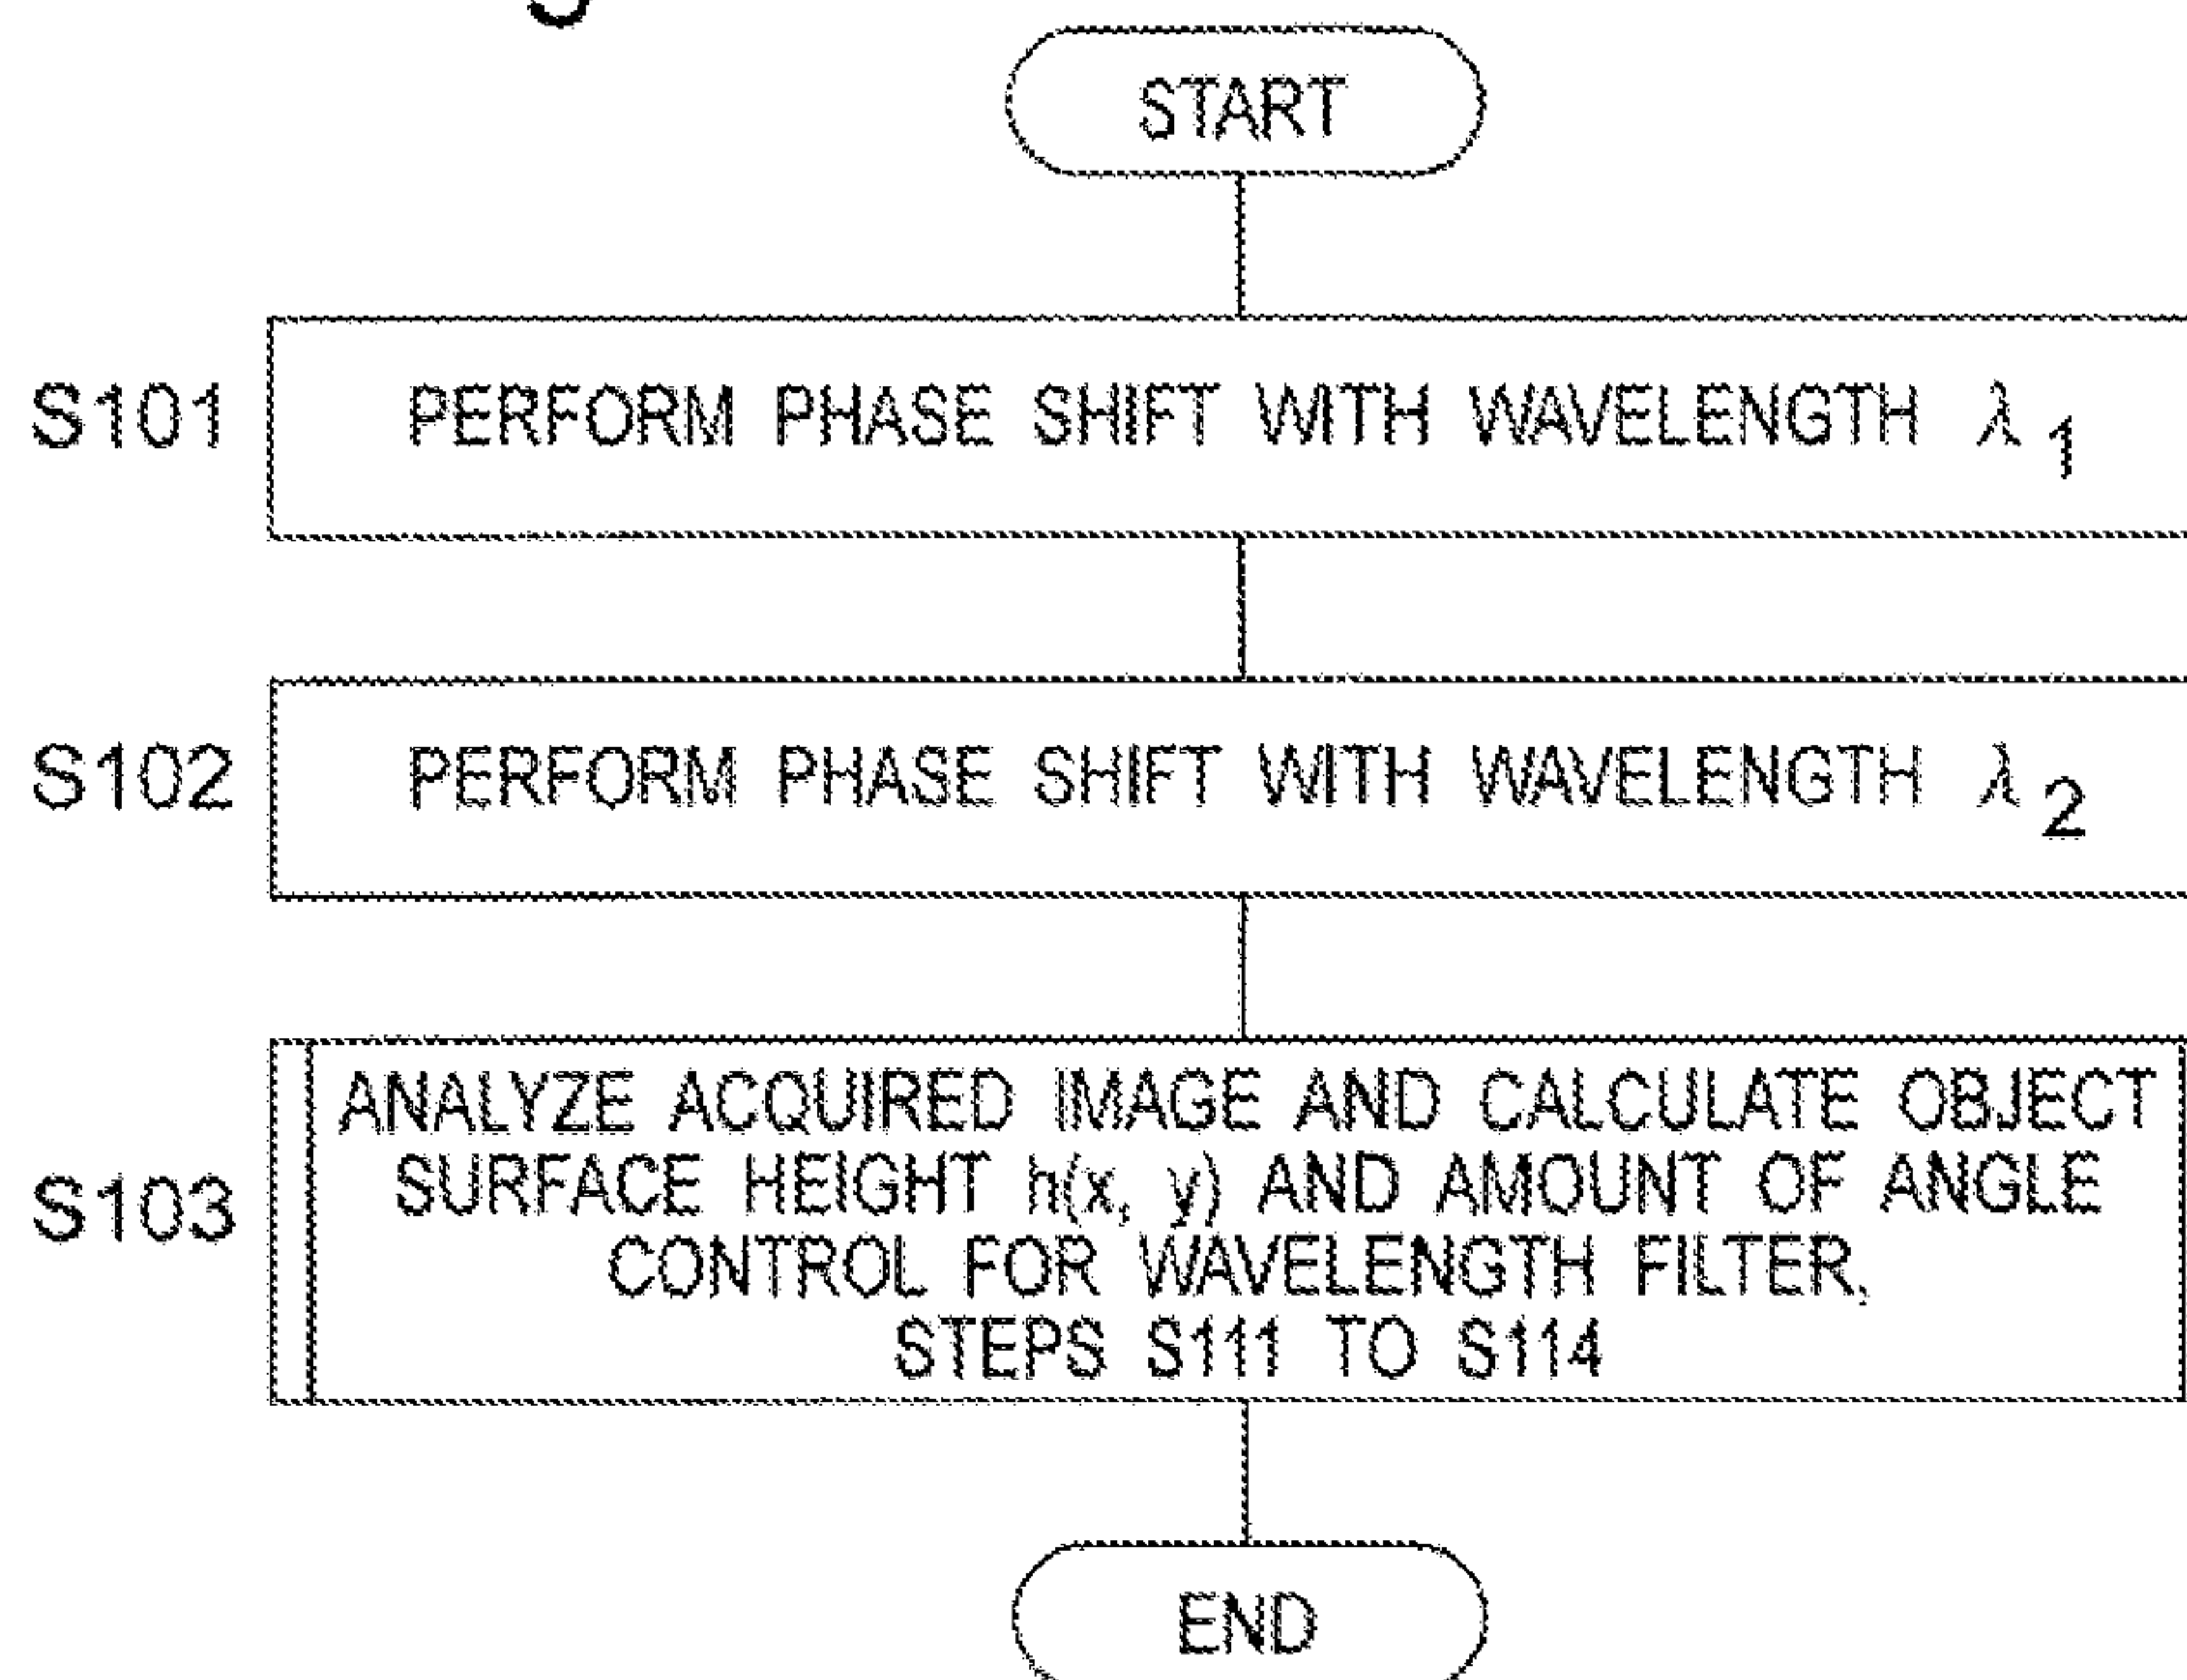 START
S101 PERFORM PHASE SHIFT WITH WAVELENGTH λ1
S102 PERFORM PHASE SHIFT WITH WAVELENGTH λ2
ANALYZE ACQUIRED IMAGE AND CALCULATE OBJECT
S103 SURFACE HEIGHT h(x, y) AND AMOUNT OF ANGLE
CONTROL FOR WAVELENGTH FILTER,
STEPS S111 TO S114
END